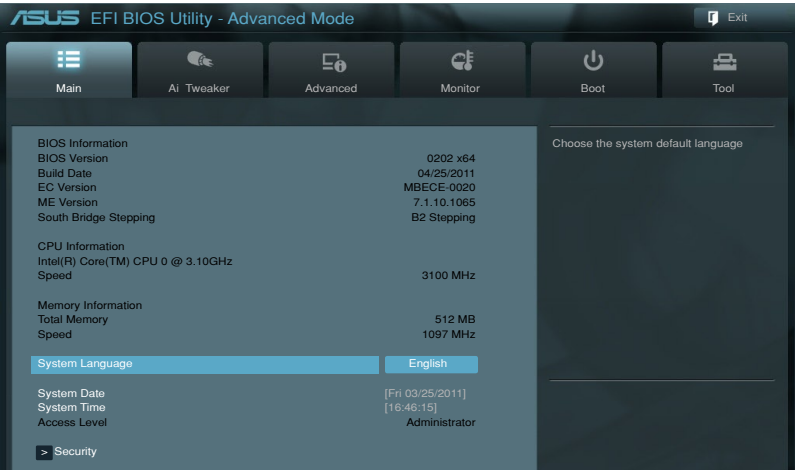 ASUS EFI BIOS Utility - Advanced Mode
Exit
Main
Ai Tweaker
Advanced
Monitor
Boot
Tool
BIOS Information
BIOS Version 0202 x64
Build Date 04/25/2011
EC Version MBECE-0020
ME Version 7.1.10.1065
South Bridge Stepping B2 Stepping
CPU Information
Intel(R) Core(TM) CPU 0 @ 3.10GHz
Speed 3100 MHz
Memory Information
Total Memory 512 MB
Speed 1097 MHz
System Language English
System Date [Fri 03/25/2011]
System Time [16:46:15]
Access Level Administrator
> Security
Choose the system default language